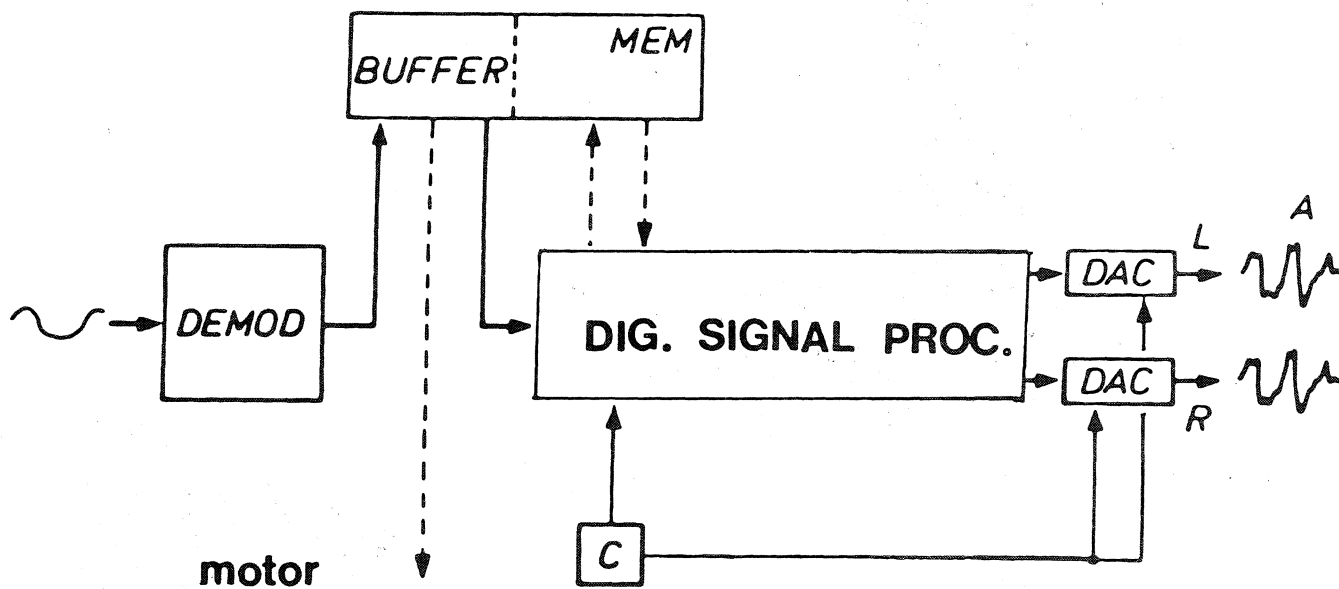 MEM
BUFFER
A
L
DEMOD
DAC
DIG. SIGNAL PROC.
DAC
R
C
motor